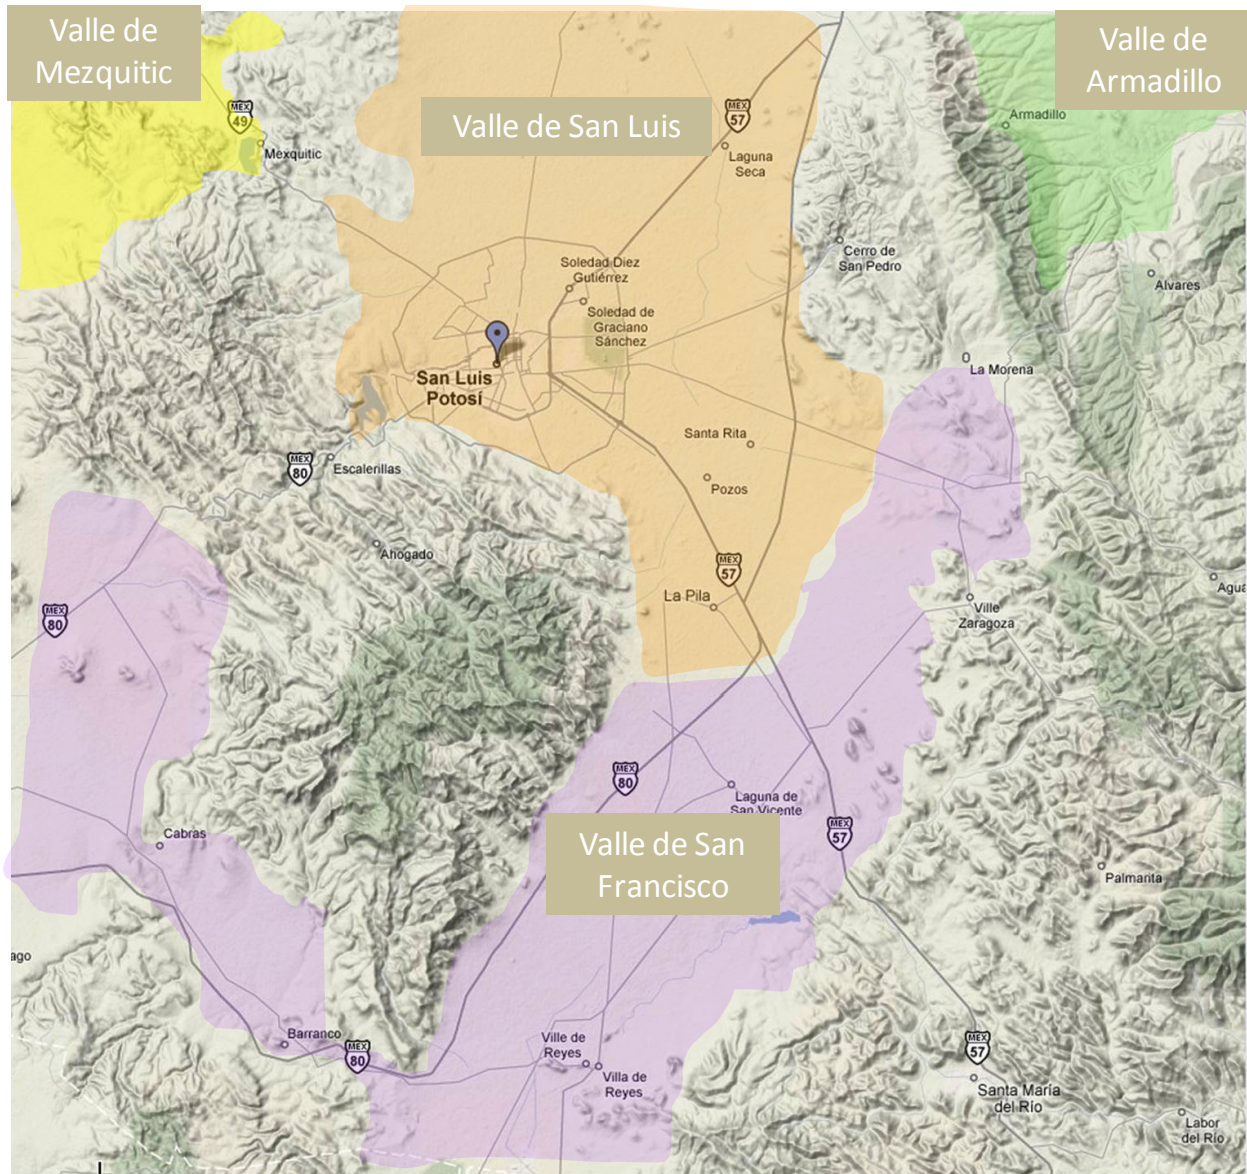 Valle de
Mezquitic
Valle de
Armadillo
Valle de San Luis
MEX
49
MEX
57
Mexquitic
Armadillo
Laguna
Seca
Cerro de
San Pedro
Soledad Diez
Gutiérrez
Alvares
Soledad de
Graciano
Sánchez
San Luis
Potosí
La Morena
Santa Rita
MEX
80
Escalerillas
Pozos
Ahogado
MEX
57
La Pila
Agua
MEX
80
Ville
Zaragoza
MEX
80
Laguna de
San Vicente
MEX
57
Cabras
Valle de San
Francisco
Palmarita
ago
Barranco
MEX
80
Ville de
Reyes
Villa de
Reyes
MEX
57
Santa María
del Río
Labor
del Río